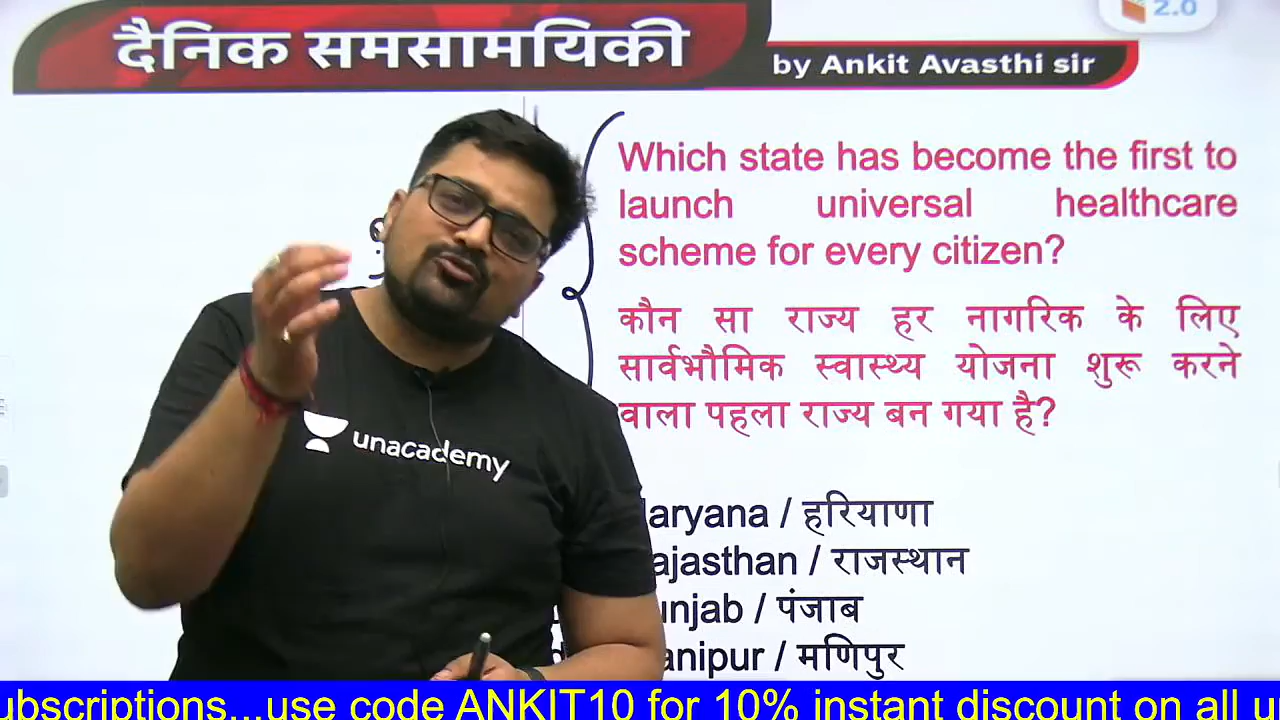 दैनिक समसामयिकी
by Ankit Avasthi sir
2.0
Which state has become the first to
launch universal healthcare
scheme for every citizen?
कौन सा राज्य हर नागरिक के लिए
सार्वभौमिक स्वास्थ्य योजना शुरू करने
वाला पहला राज्य बन गया है?
unacademy
aryana / हरियाणा
ajasthan / राजस्थान
unjab / पंजाब
anipur / मणिपुर
ubscriptions...use code ANKIT10 for 10% instant discount on all u